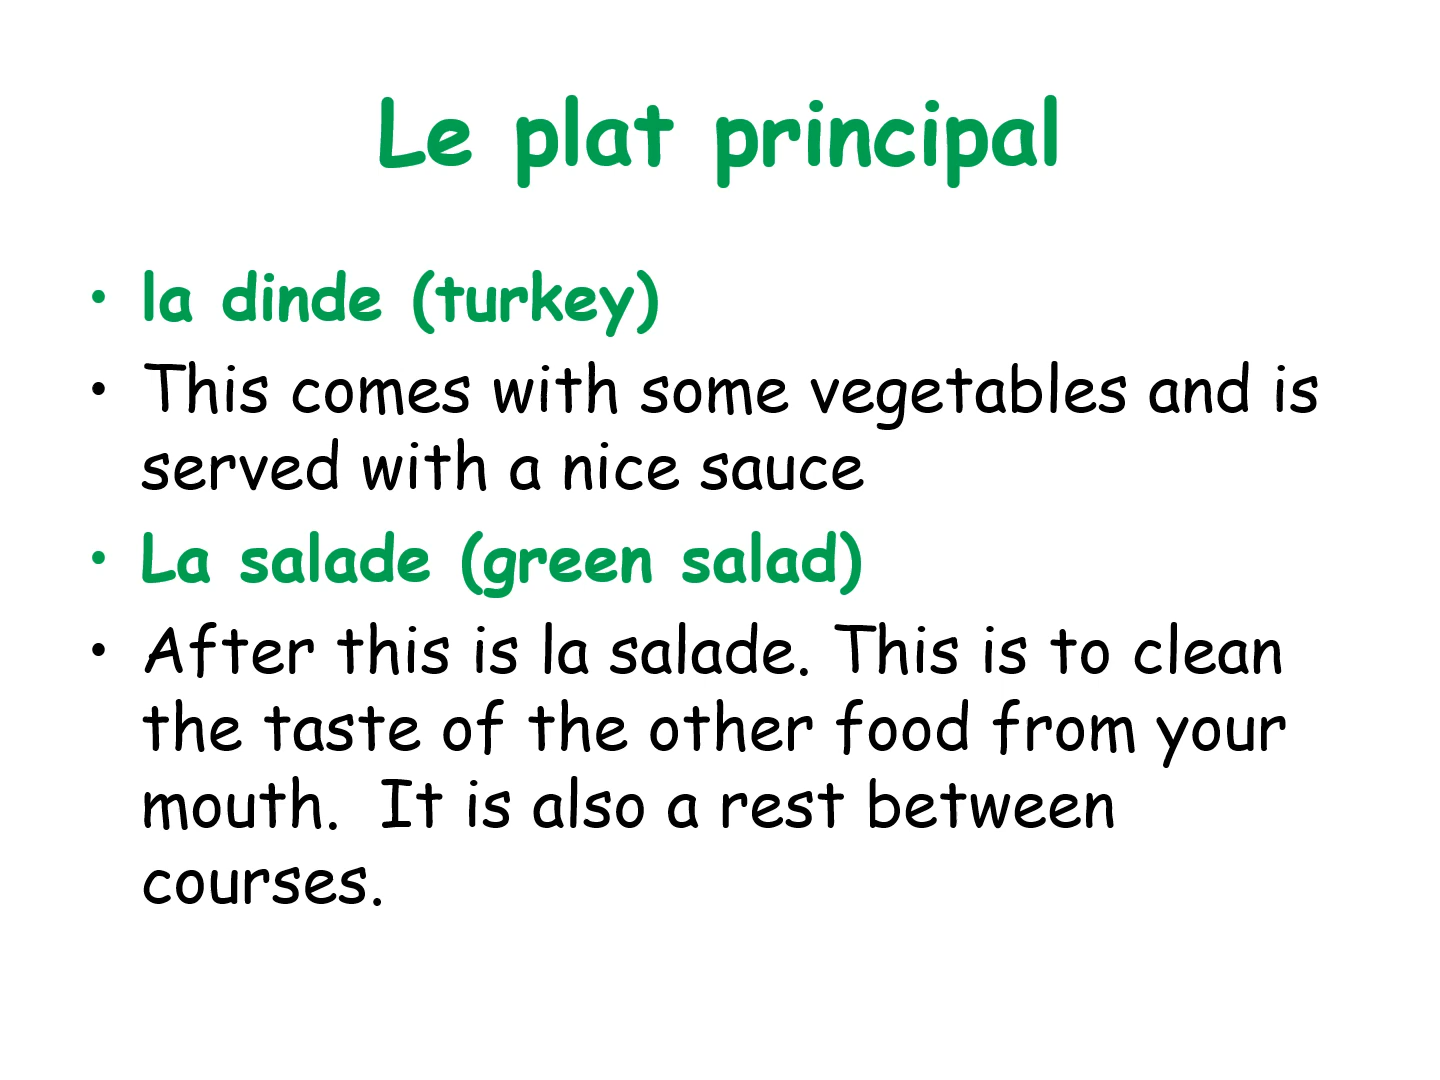 Le plat principal
• la dinde (turkey)
• This comes with some vegetables and is
served with a nice sauce
• La salade (green salad)
• After this is la salade. This is to clean
the taste of the other food from your
mouth.  It is also a rest between
courses.